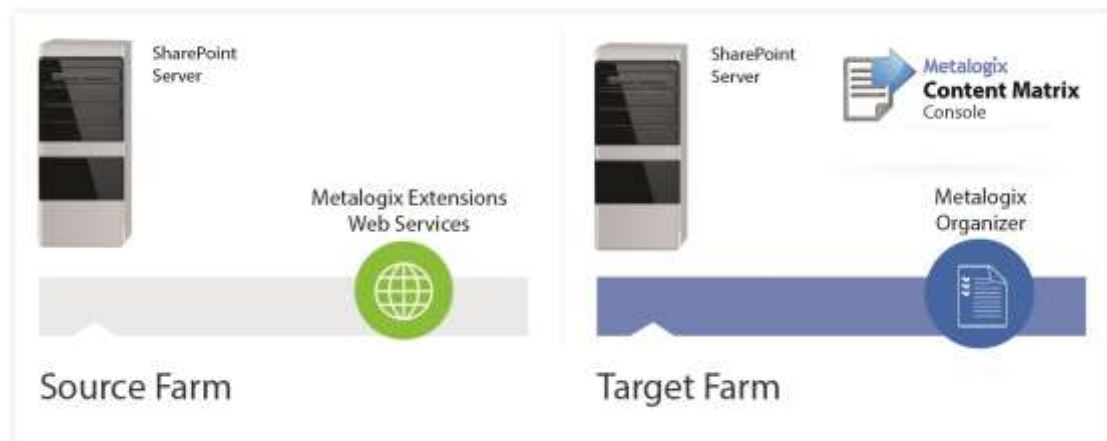 SharePoint
Server
Metalogix Extensions
Web Services
Source Farm
SharePoint
Server
Metalogix
Content Matrix
Console
Metalogix
Organizer
Target Farm